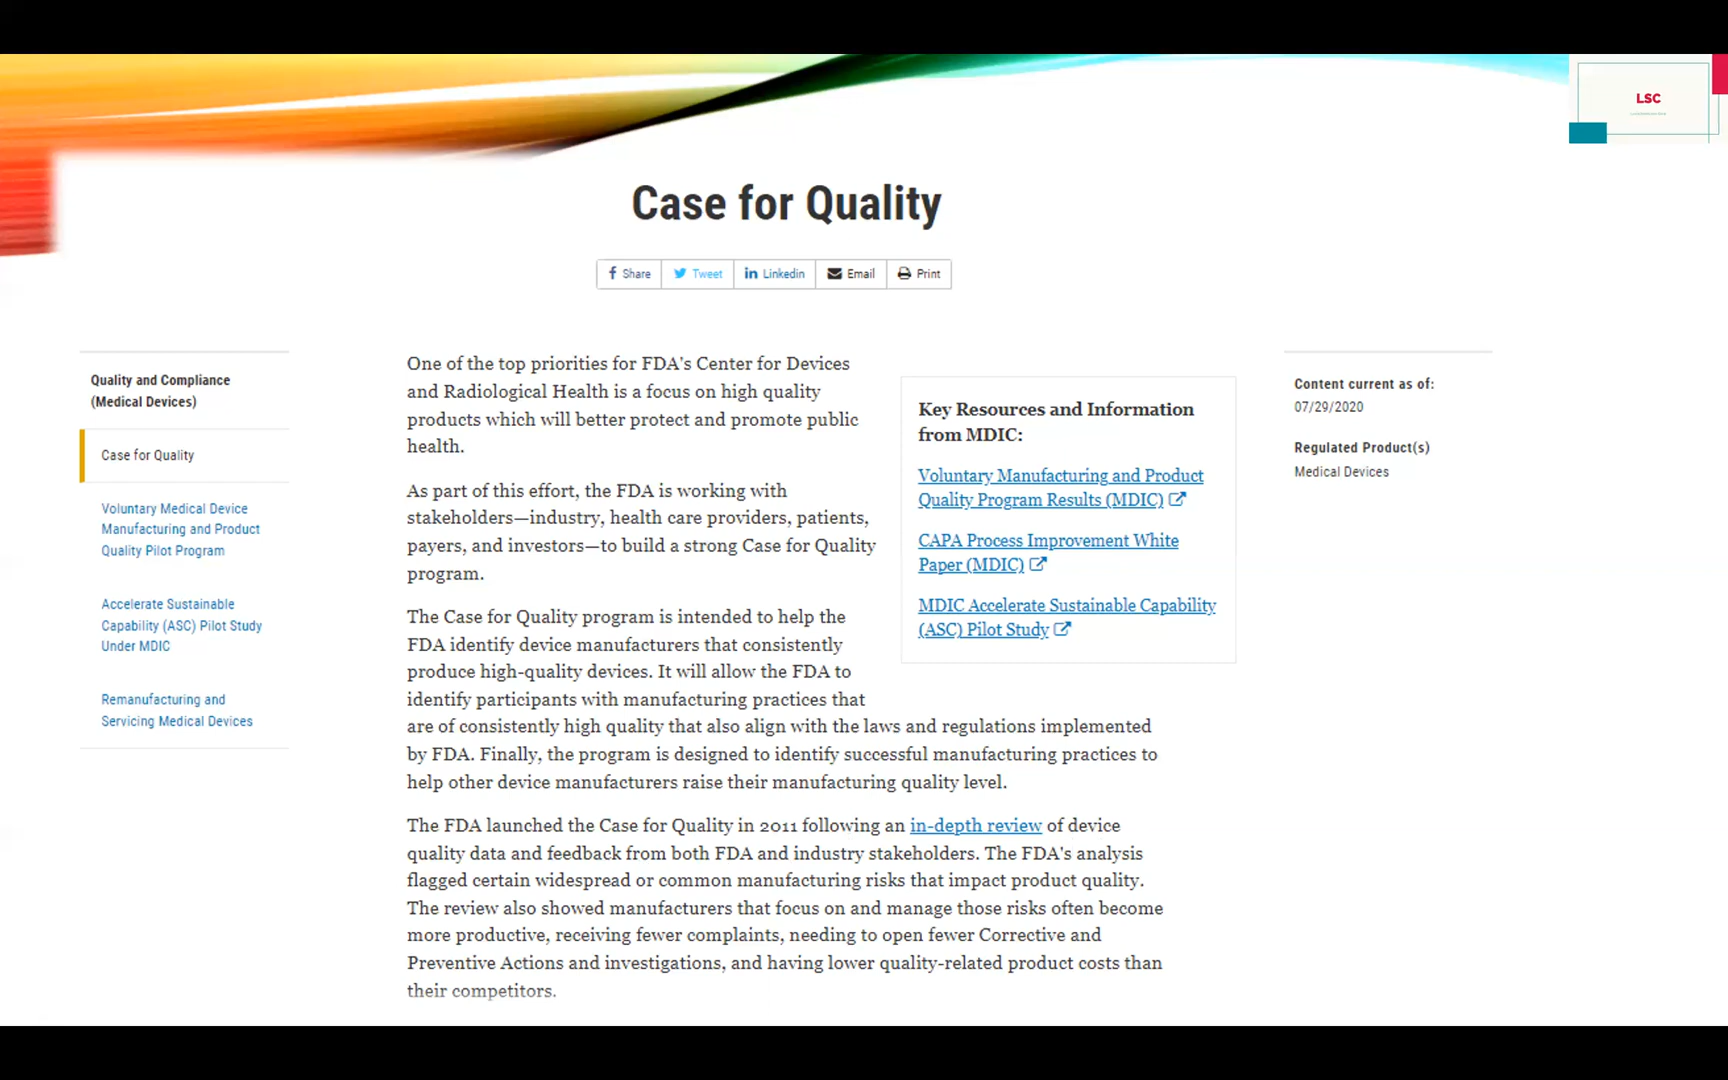 LSC
Case for Quality
Share Tweet Linkedin Email Print
Quality and Compliance
(Medical Devices)
Case for Quality
Voluntary Medical Device
Manufacturing and Product
Quality Pilot Program
Accelerate Sustainable
Capability (ASC) Pilot Study
Under MDIC
Remanufacturing and
Servicing Medical Devices
One of the top priorities for FDA's Center for Devices
and Radiological Health is a focus on high quality
products which will better protect and promote public
health.
As part of this effort, the FDA is working with
stakeholders—industry, health care providers, patients,
payers, and investors—to build a strong Case for Quality
program.
The Case for Quality program is intended to help the
FDA identify device manufacturers that consistently
produce high-quality devices. It will allow the FDA to
identify participants with manufacturing practices that
are of consistently high quality that also align with the laws and regulations implemented
by FDA. Finally, the program is designed to identify successful manufacturing practices to
help other device manufacturers raise their manufacturing quality level.
The FDA launched the Case for Quality in 2011 following an in-depth review of device
quality data and feedback from both FDA and industry stakeholders. The FDA's analysis
flagged certain widespread or common manufacturing risks that impact product quality.
The review also showed manufacturers that focus on and manage those risks often become
more productive, receiving fewer complaints, needing to open fewer Corrective and
Preventive Actions and investigations, and having lower quality-related product costs than
their competitors.
Key Resources and Information
from MDIC:
Voluntary Manufacturing and Product
Quality Program Results (MDIC)
CAPA Process Improvement White
Paper (MDIC)
MDIC Accelerate Sustainable Capability
(ASC) Pilot Study
Content current as of:
07/29/2020
Regulated Product(s)
Medical Devices